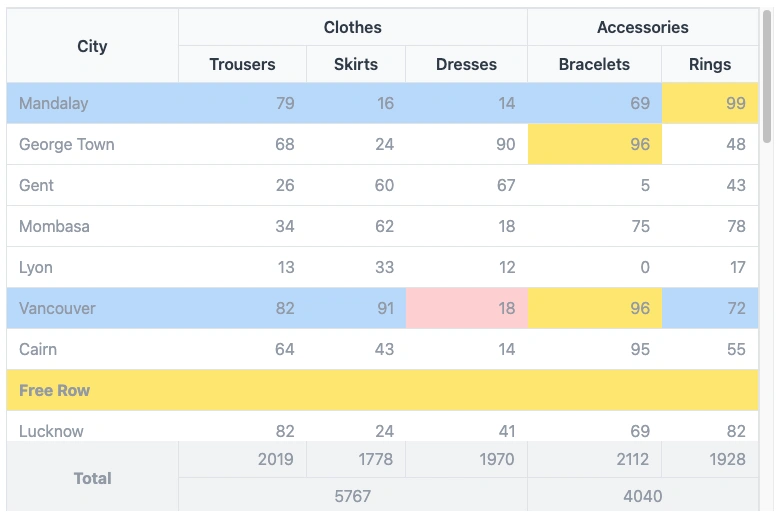 City Clothes Accessories
Trousers Skirts Dresses Bracelets Rings
Mandalay 79 16 14 69 99
George Town 68 24 90 96 48
Gent 26 60 67 5 43
Mombasa 34 62 18 75 78
Lyon 13 33 12 0 17
Vancouver 82 91 18 96 72
Cairn 64 43 14 95 55
Free Row
Lucknow 82 24 41 69 82
Total 2019 1778 1970 2112 1928
5767 4040